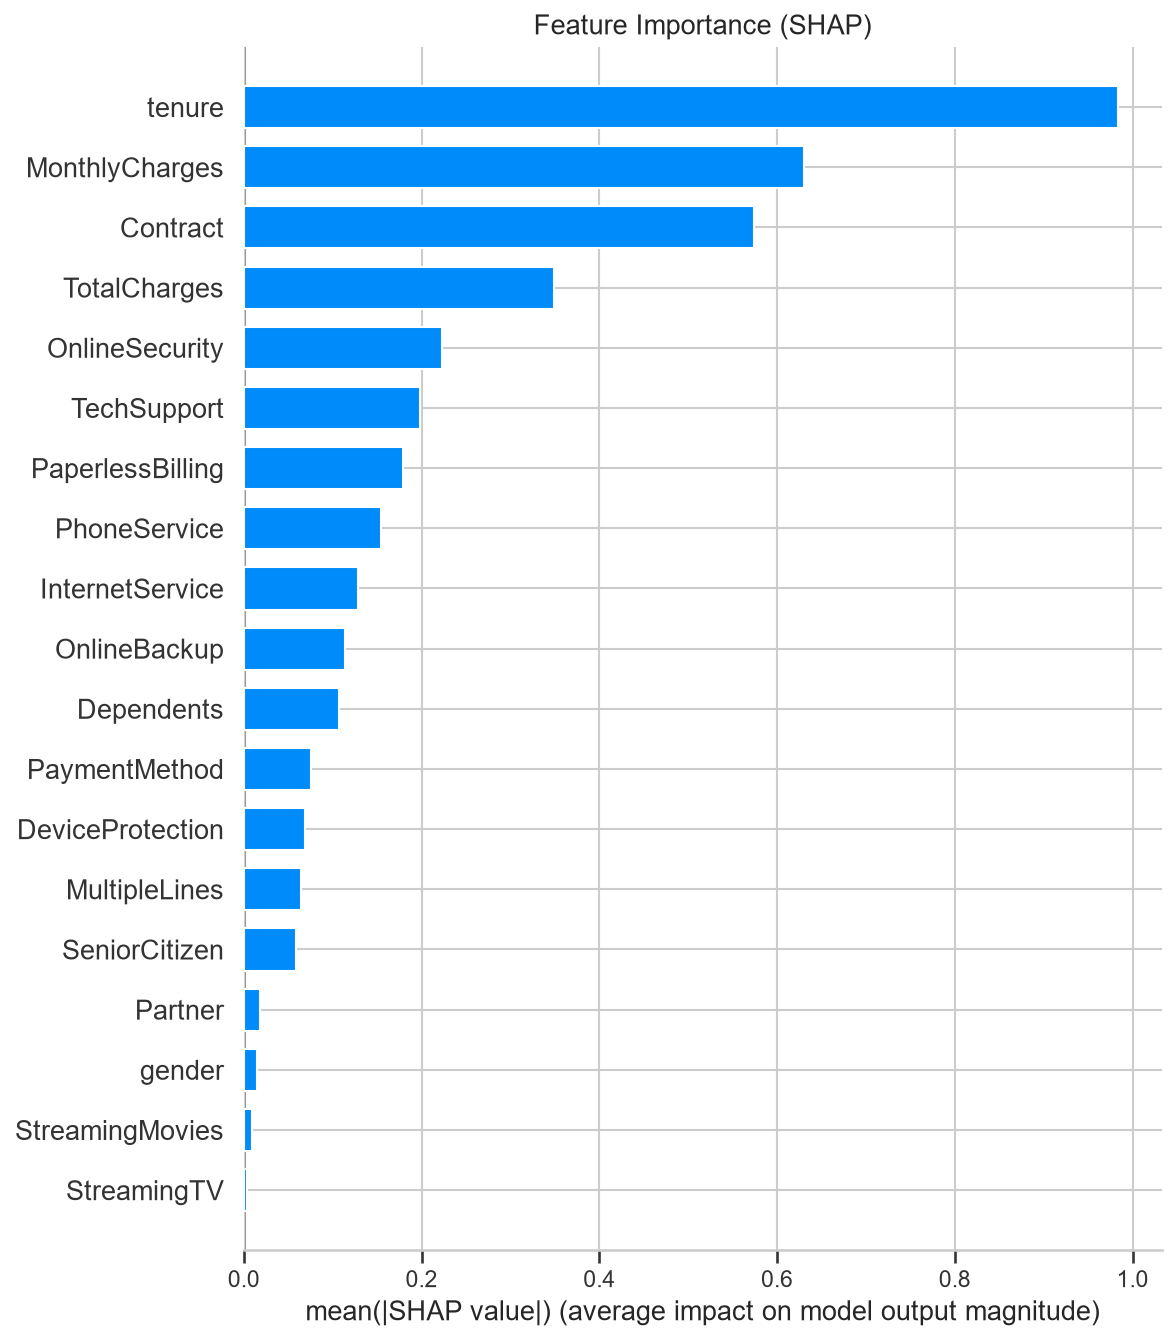 Feature Importance (SHAP)
tenure
MonthlyCharges
Contract
TotalCharges
OnlineSecurity
TechSupport
PaperlessBilling
PhoneService
InternetService
OnlineBackup
Dependents
PaymentMethod
DeviceProtection
MultipleLines
SeniorCitizen
Partner
gender
StreamingMovies
StreamingTV
0.0 0.2 0.4 0.6 0.8 1.0
mean(|SHAP value|) (average impact on model output magnitude)